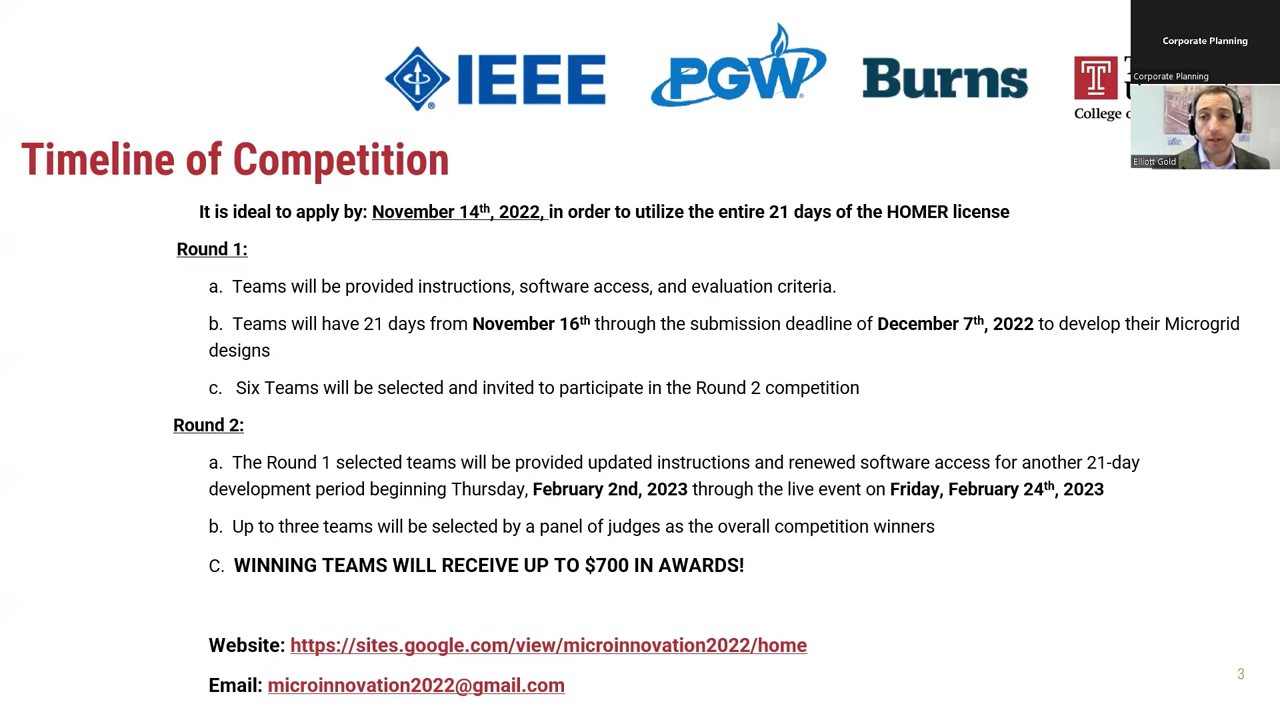 IEEE
PGW
Burns
College o
Corporate Planning
Corporate Planning
Elliott Gold
Timeline of Competition
It is ideal to apply by: November 14th, 2022, in order to utilize the entire 21 days of the HOMER license
Round 1:
a. Teams will be provided instructions, software access, and evaluation criteria.
b. Teams will have 21 days from November 16th through the submission deadline of December 7th, 2022 to develop their Microgrid
designs
c. Six Teams will be selected and invited to participate in the Round 2 competition
Round 2:
a. The Round 1 selected teams will be provided updated instructions and renewed software access for another 21-day
development period beginning Thursday, February 2nd, 2023 through the live event on Friday, February 24th, 2023
b. Up to three teams will be selected by a panel of judges as the overall competition winners
C. WINNING TEAMS WILL RECEIVE UP TO $700 IN AWARDS!
Website: https://sites.google.com/view/microinnovation2022/home
Email: microinnovation2022@gmail.com
3